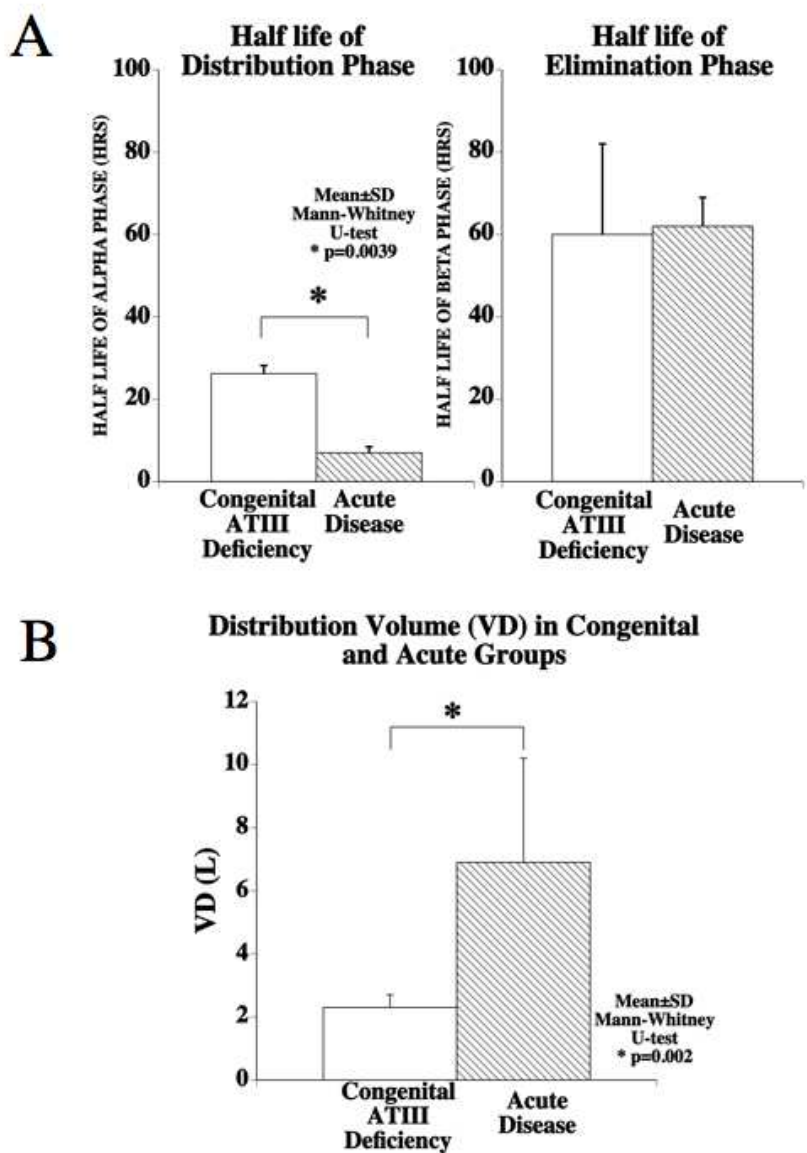 A
Half life of
Distribution Phase
HALF LIFE OF ALPHA PHASE (HRS)
100
80
60
40
20
0
Mean±SD
Mann-Whitney
U-test
* p=0.0039
*
Congenital
ATIII
Deficiency
Acute
Disease
Half life of
Elimination Phase
HALF LIFE OF BETA PHASE (HRS)
100
80
60
40
20
0
Congenital
ATIII
Deficiency
Acute
Disease
B
Distribution Volume (VD) in Congenital
and Acute Groups
VD (L)
12
10
8
6
4
2
0
*
Mean±SD
Mann-Whitney
U-test
* p=0.002
Congenital
ATIII
Deficiency
Acute
Disease